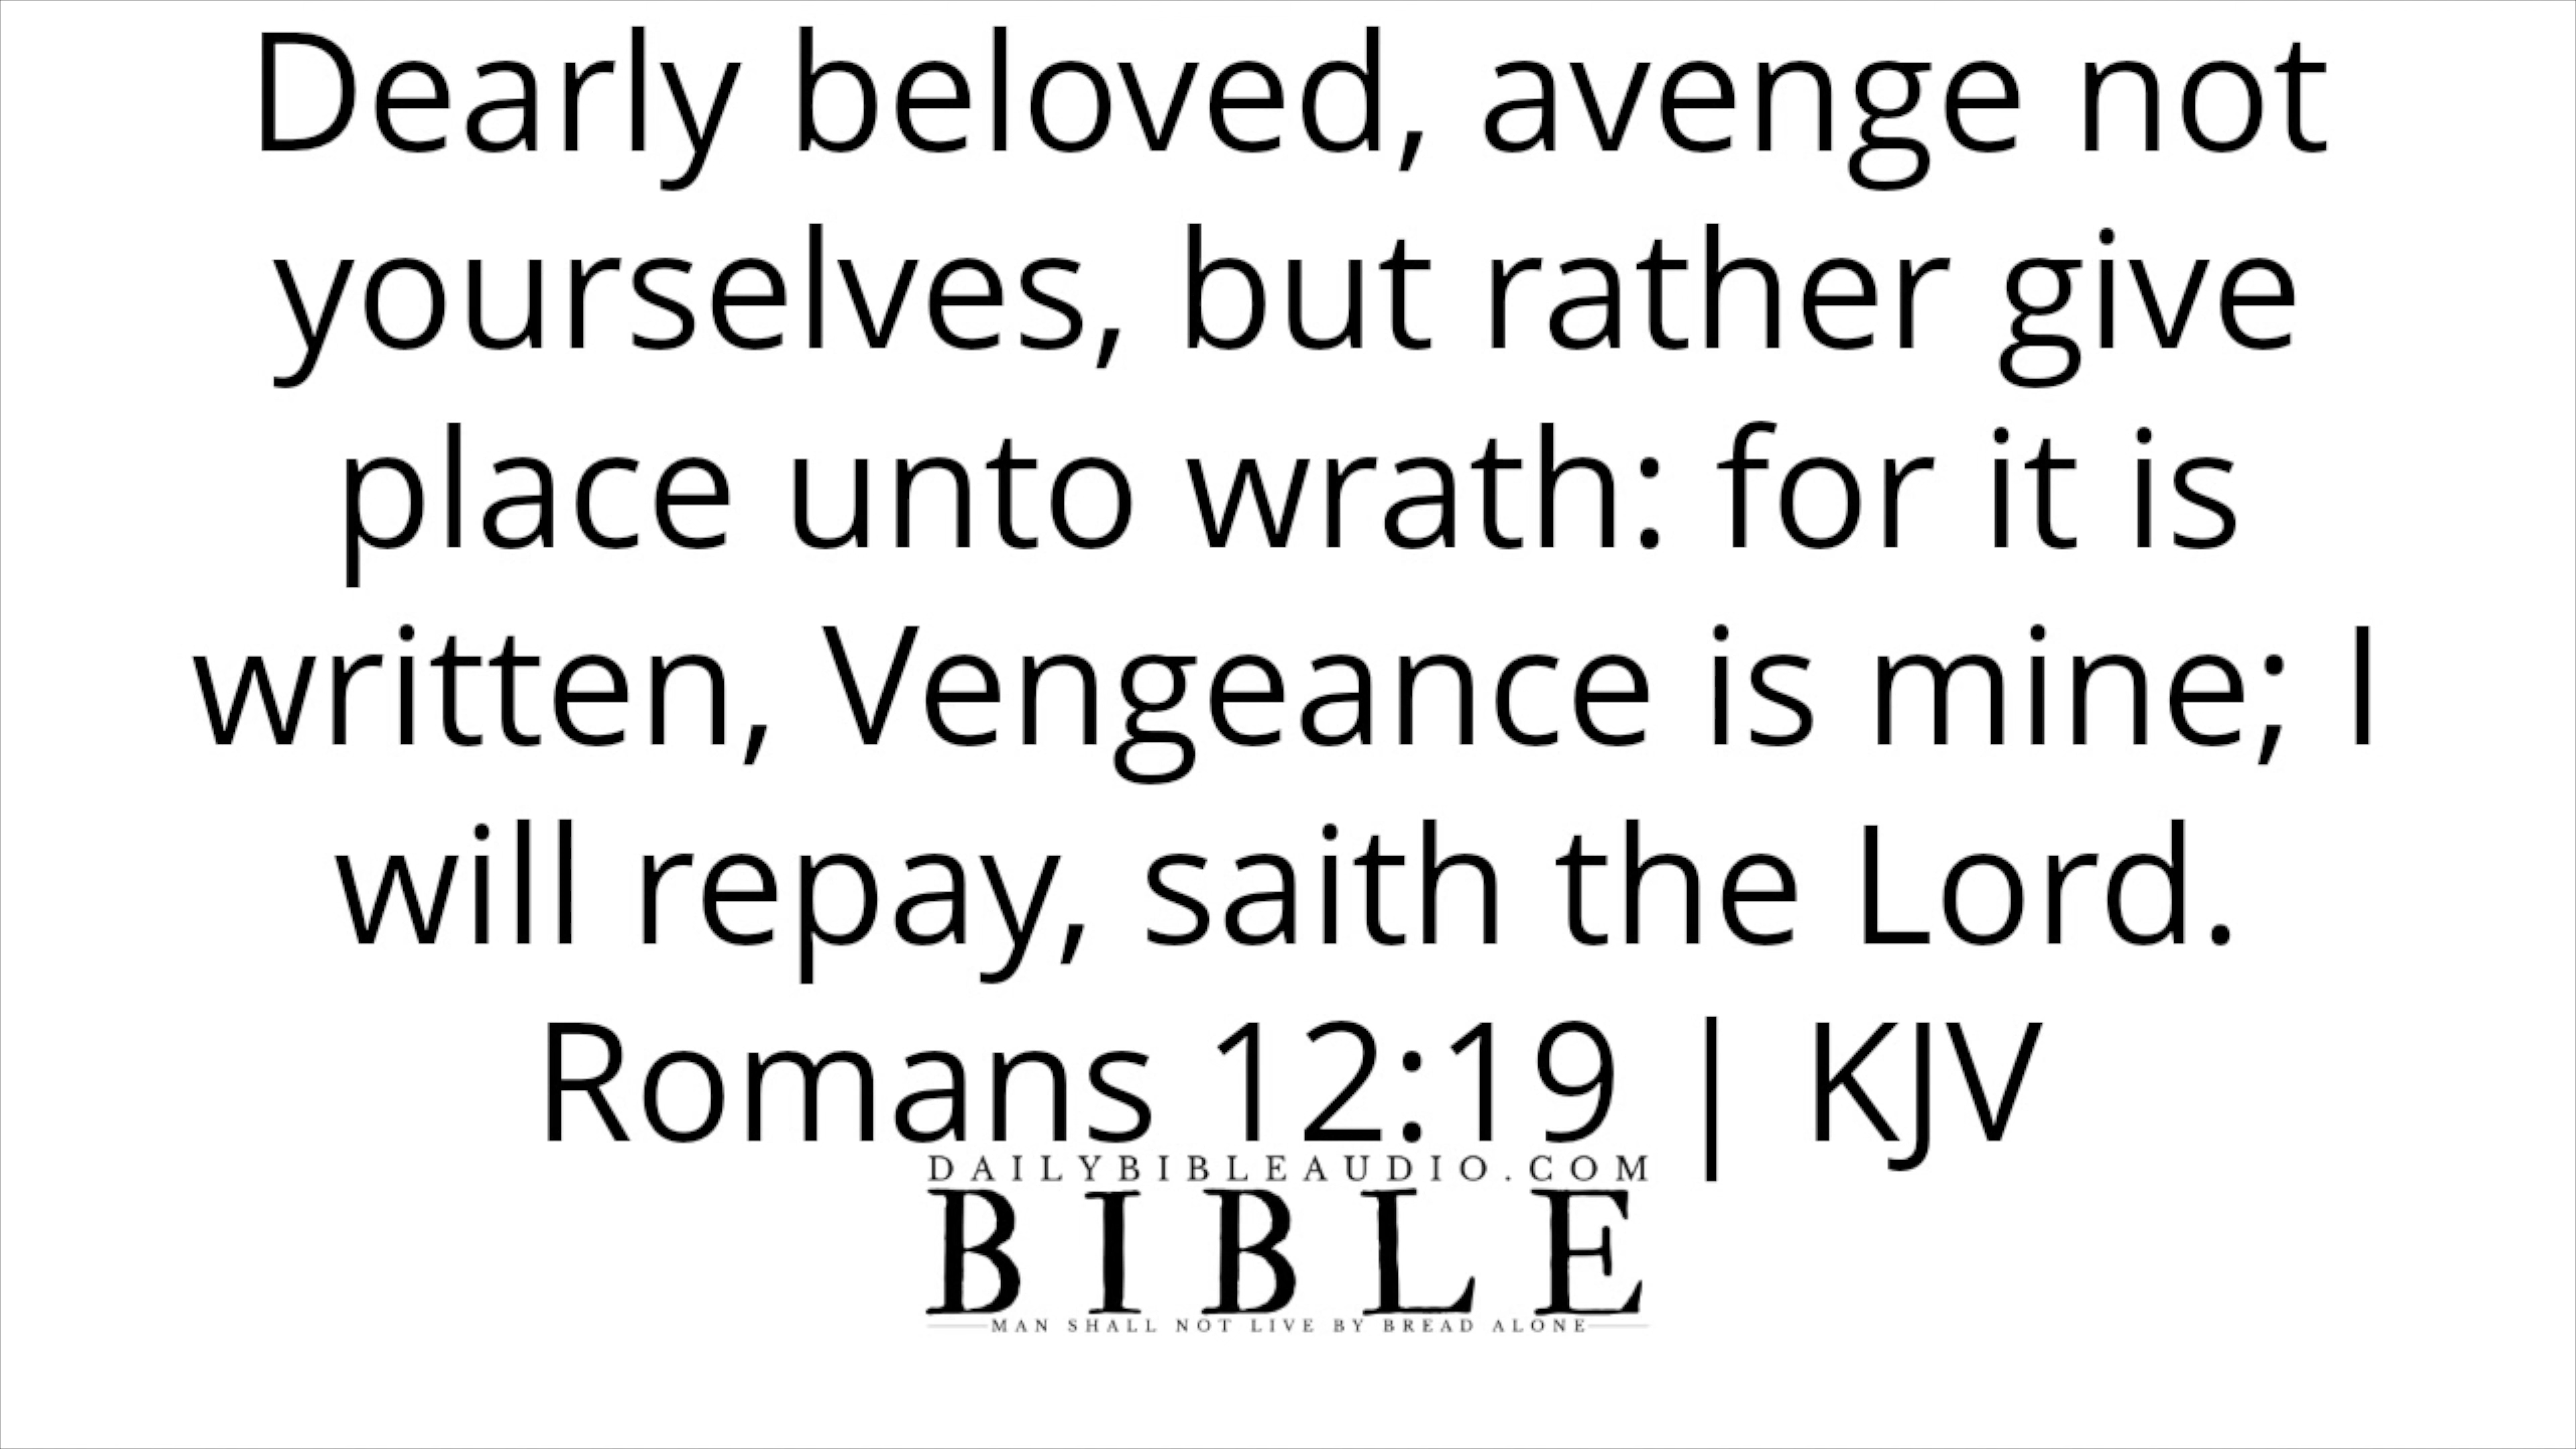 Dearly beloved, avenge not
yourselves, but rather give
place unto wrath: for it is
written, Vengeance is mine; I
will repay, saith the Lord.
Romans 12:19 | KJV
DAILYBIBLEAUDIO.COM
BIBLE
MAN SHALL NOT LIVE BY BREAD ALONE